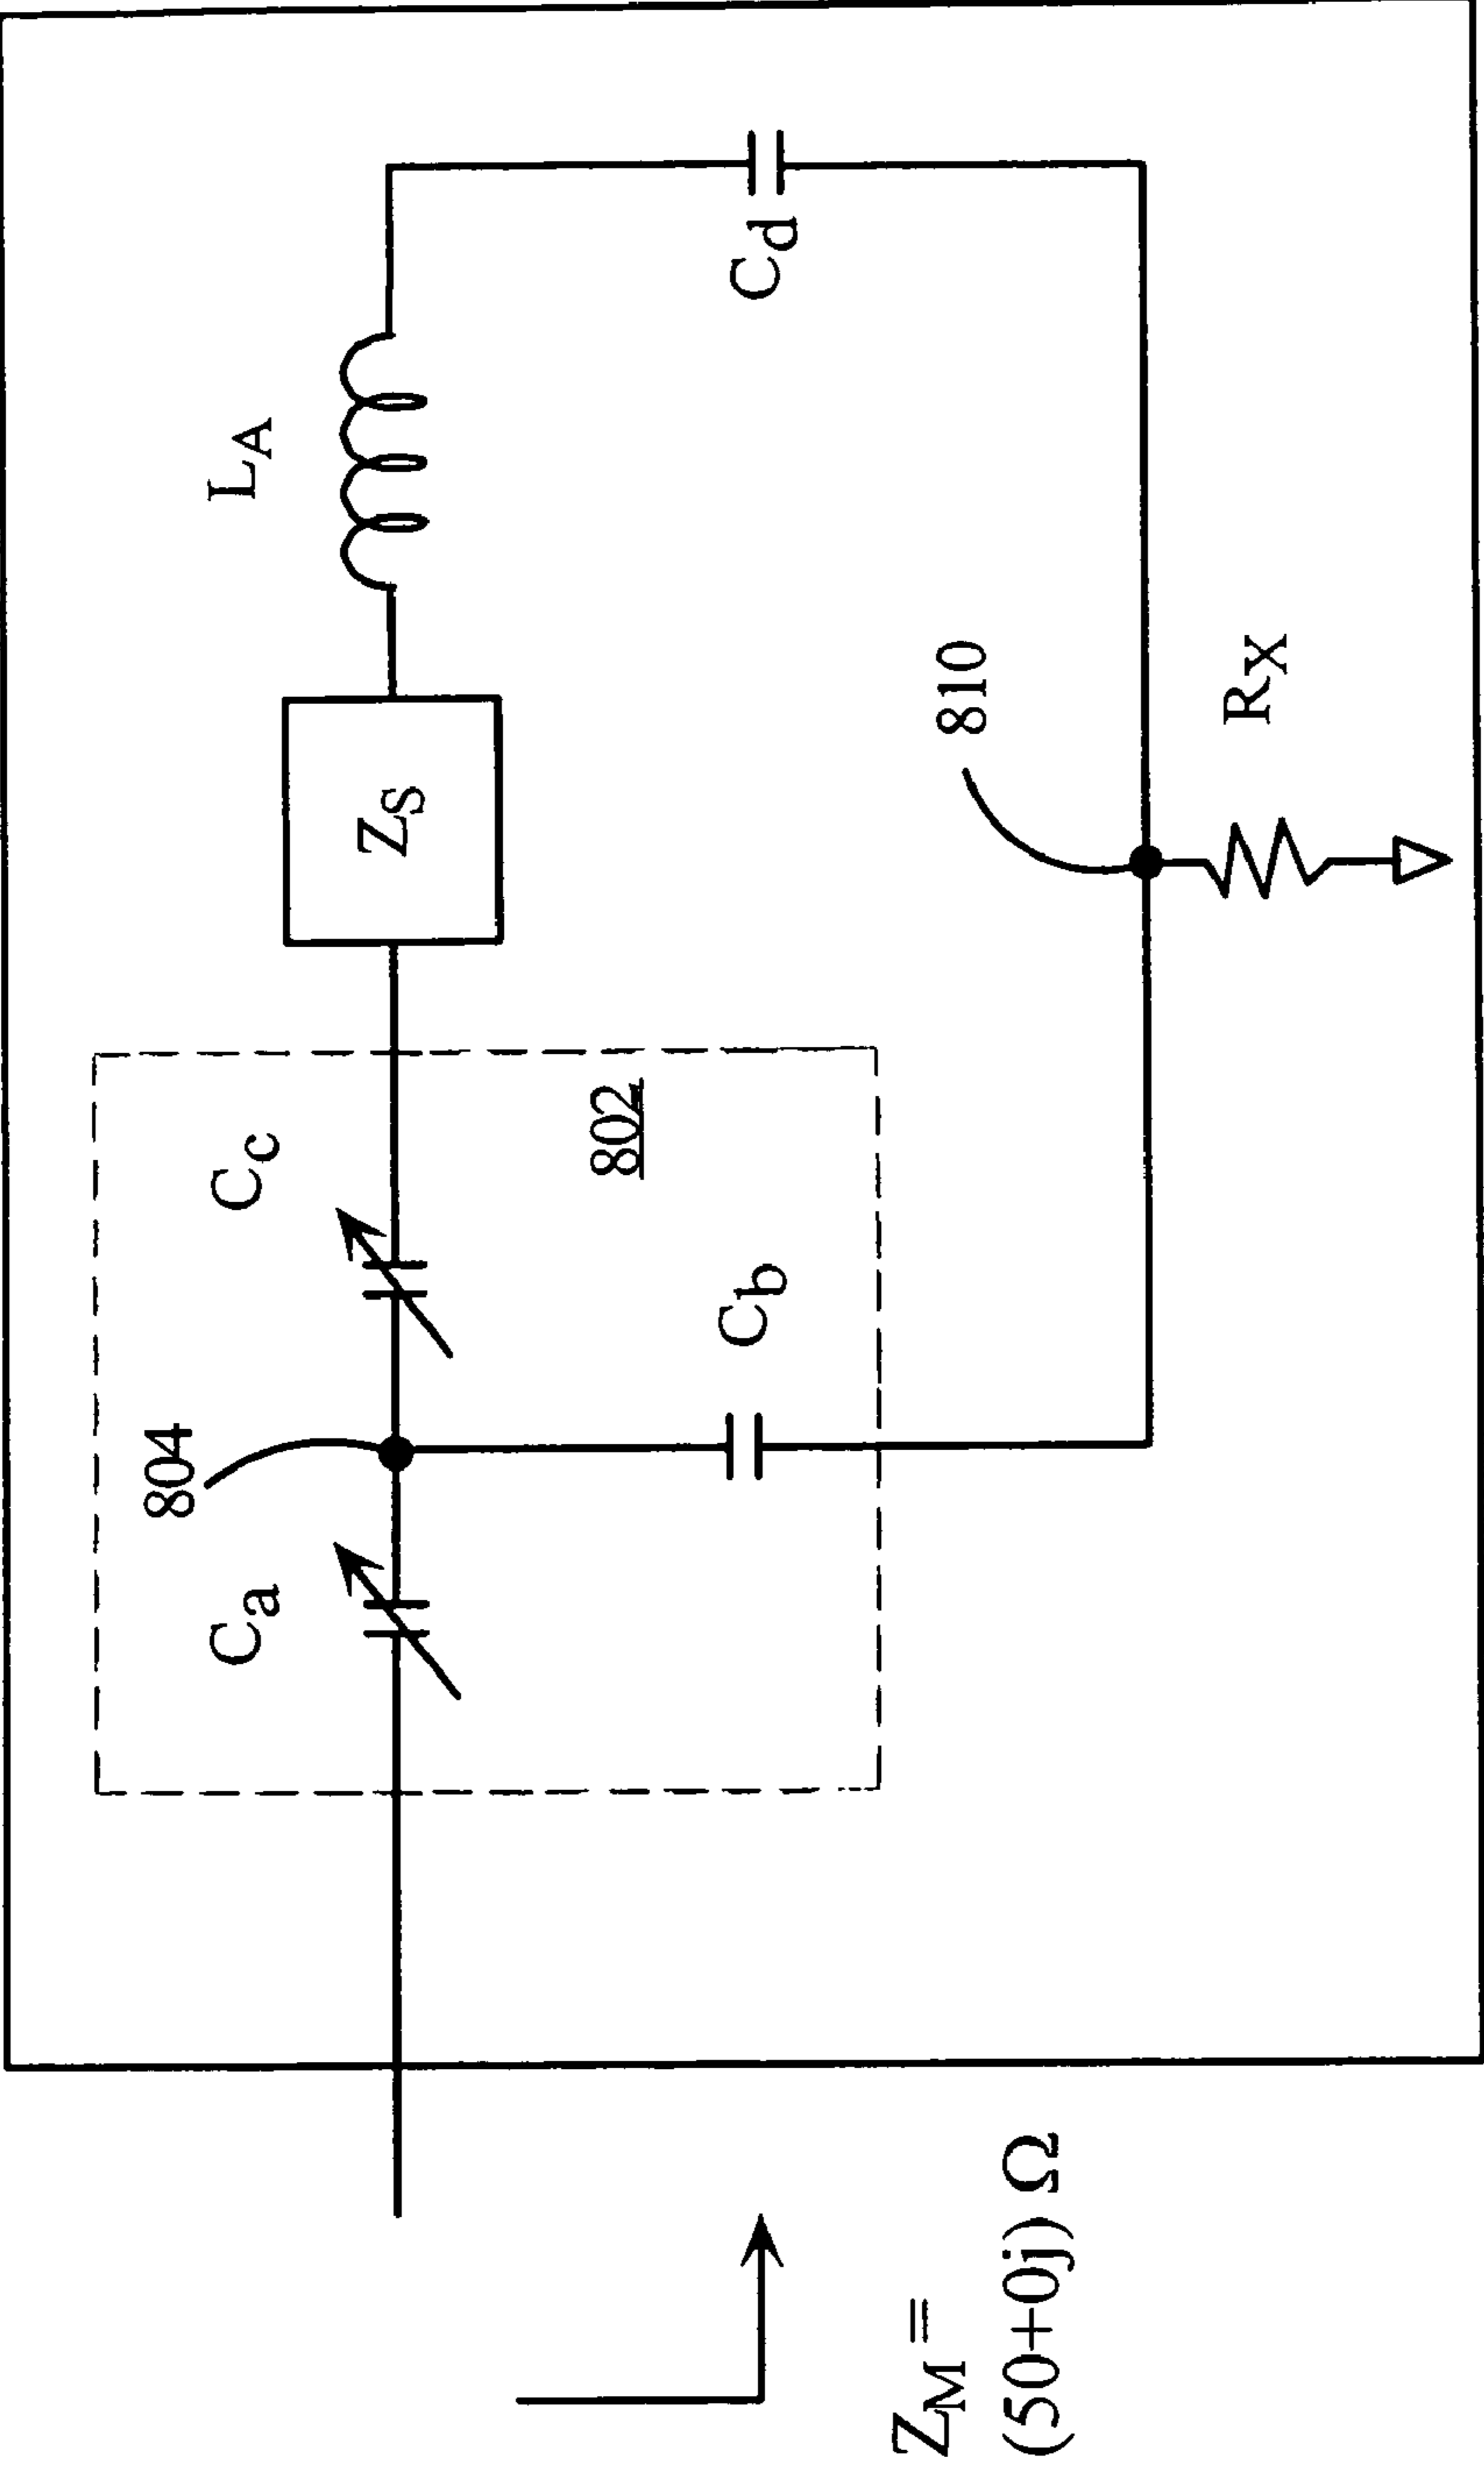 804
C_a
C_c
Z_S
L_A
802
C_b
C_d
810
R_X
Z_M =
(50+0j) Ω